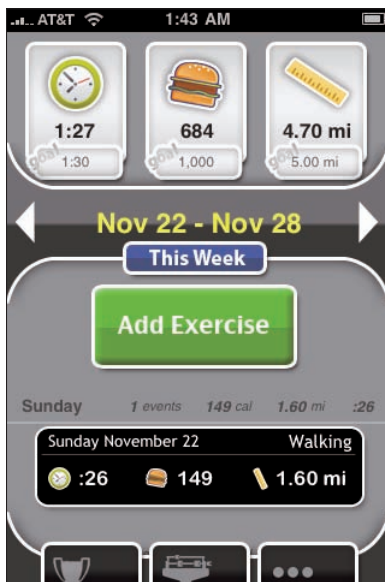 AT&T 1:43 AM
1:27 684 4.70 mi
goal 1:30 goal 1,000 goal 5.00 mi
Nov 22 - Nov 28
This Week
Add Exercise
Sunday 1 events 149 cal 1.60 mi :26
Sunday November 22 Walking
:26 149 1.60 mi